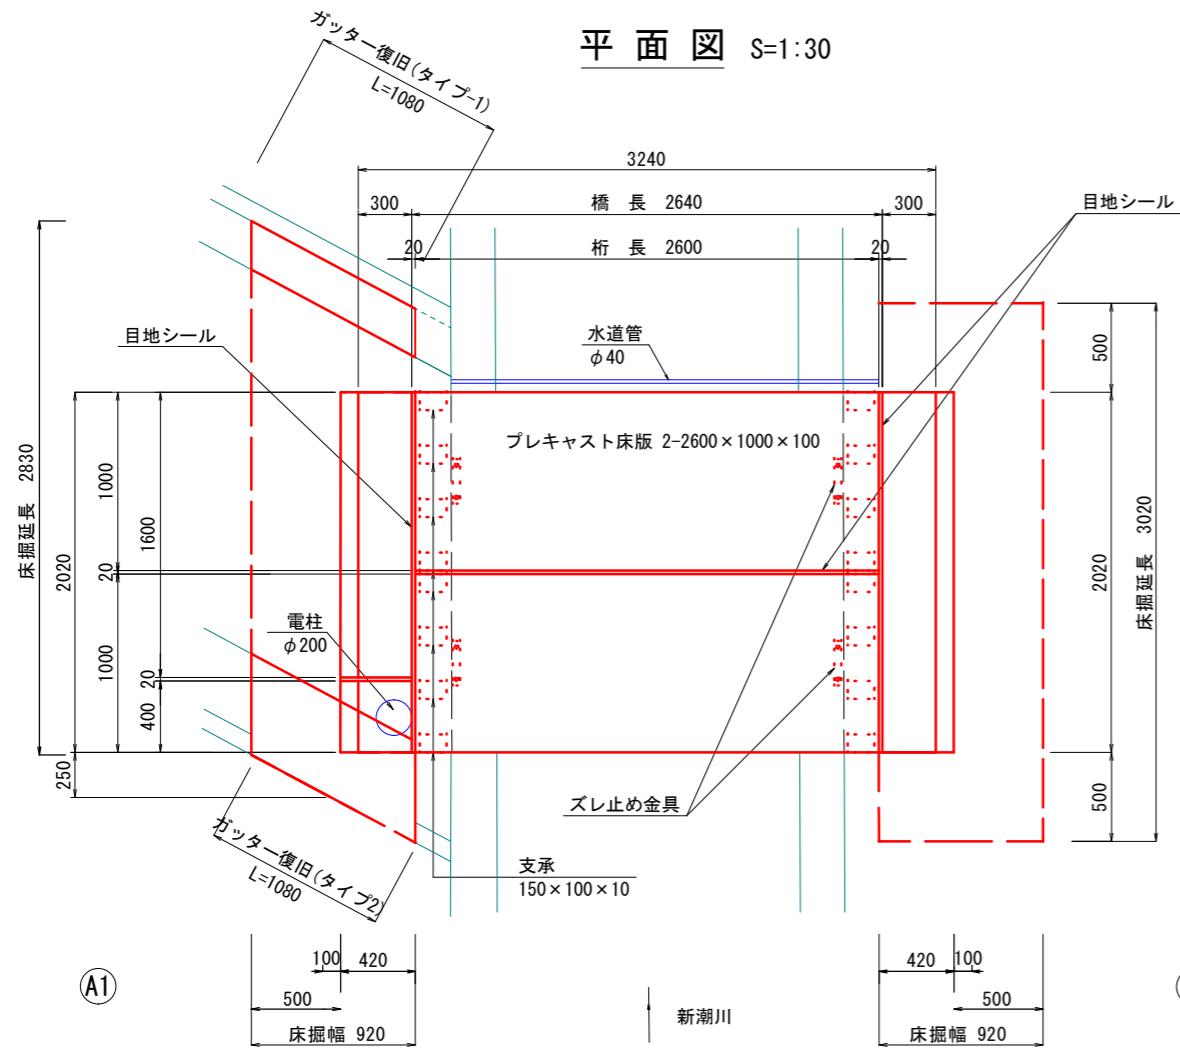 平 面 図 S=1:30
ガッター復旧(タイプ-1)
L=1080
3240
300
橋 長 2640
300
目地シール
20
桁 長 2600
20
目地シール
水道管
φ40
500
プレキャスト床版 2-2600×1000×100
床掘延長 2830
2020
1000
20
1000
1600
20
400
250
電柱
φ200
2020
床掘延長 3020
500
ズレ止め金具
ガッター復旧(タイプ2)
L=1080
支承
150×100×10
A1
100
420
500
床掘幅 920
新潮川
420
100
500
床掘幅 920